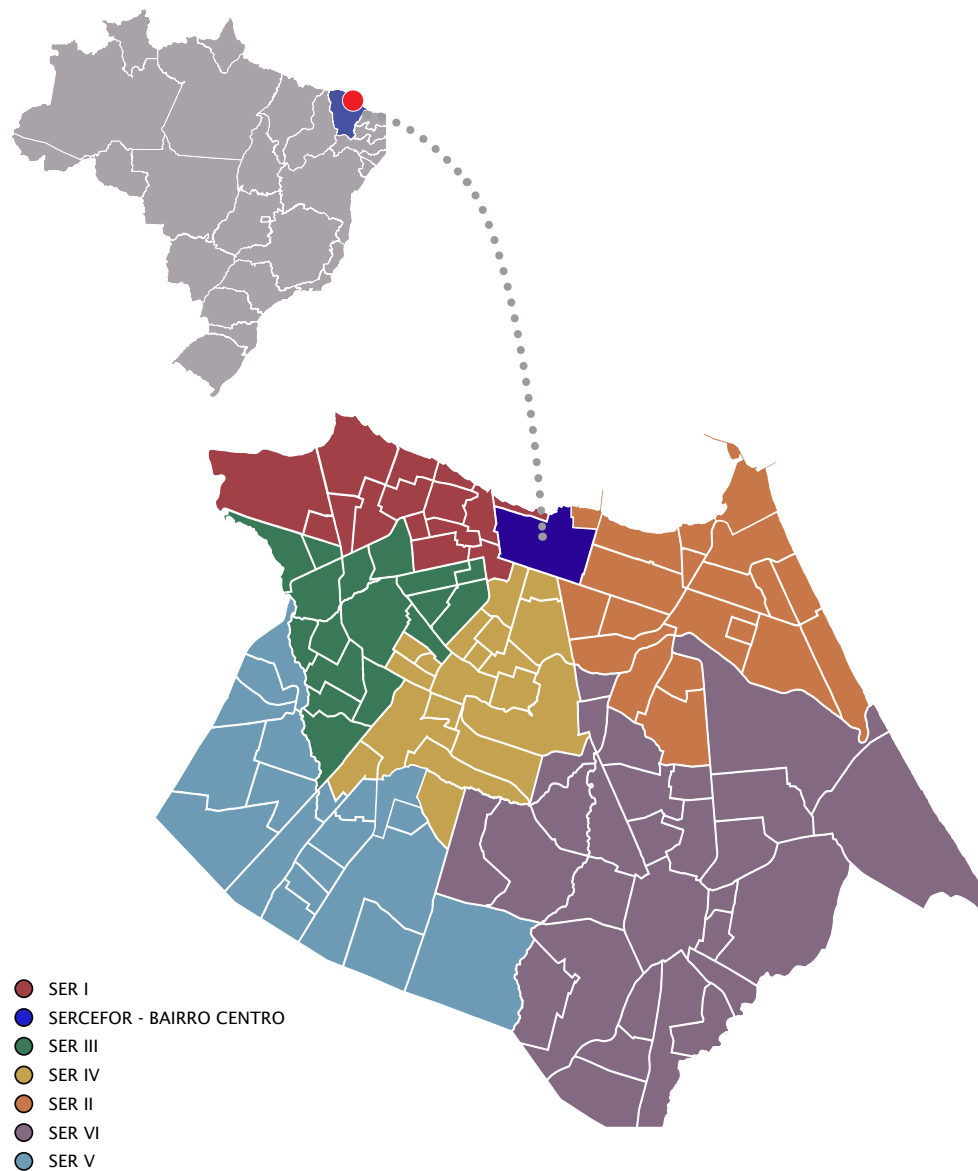 SER I
SERCEFOR - BAIRRO CENTRO
SER III
SER IV
SER II
SER VI
SER V